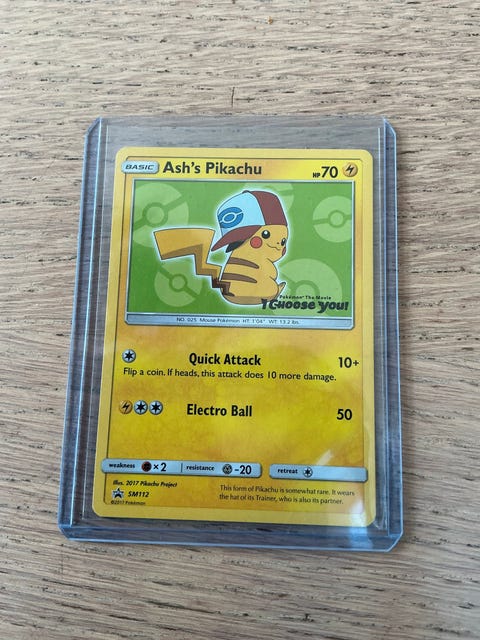 BASIC Ash's Pikachu HP 70
Pokémon The Movie
I Choose You!
NO. 025 Mouse Pokémon HT: 1'04" WT: 13.2 lbs.
Quick Attack 10+
Flip a coin. If heads, this attack does 10 more damage.
Electro Ball 50
weakness ×2 resistance -20 retreat
Illus. 2017 Pikachu Project
SM112
©2017 Pokémon
This form of Pikachu is somewhat rare. It wears
the hat of its Trainer, who is also its partner.